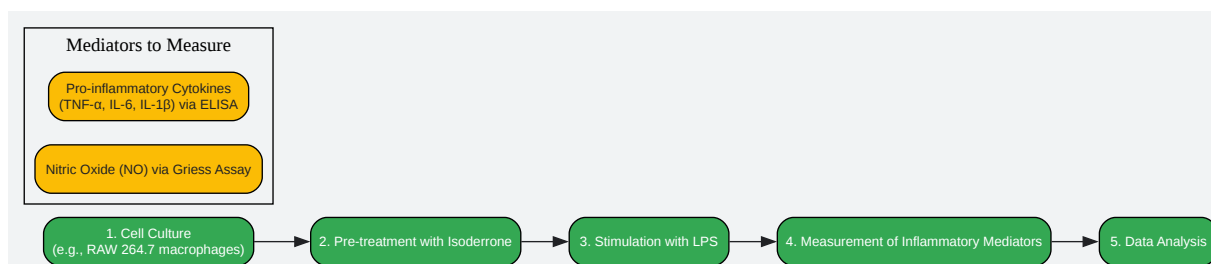 Mediators to Measure
Pro-inflammatory Cytokines
(TNF-α, IL-6, IL-1β) via ELISA
Nitric Oxide (NO) via Griess Assay
1. Cell Culture
(e.g., RAW 264.7 macrophages)
2. Pre-treatment with Isoderrone
3. Stimulation with LPS
4. Measurement of Inflammatory Mediators
5. Data Analysis